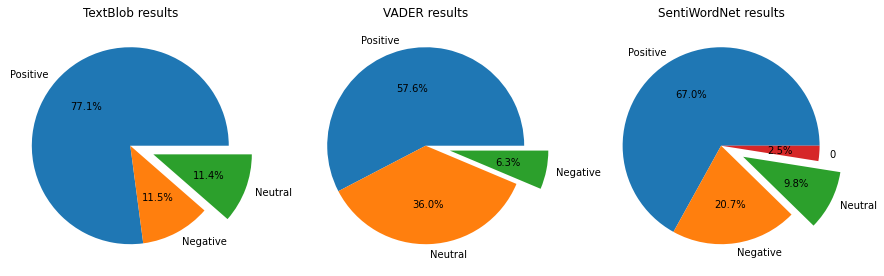 TextBlob results
Positive
77.1%
11.5%
Negative
11.4%
Neutral
VADER results
Positive
57.6%
36.0%
Neutral
6.3%
Negative
SentiWordNet results
Positive
67.0%
20.7%
Negative
9.8%
Neutral
2.5%
0